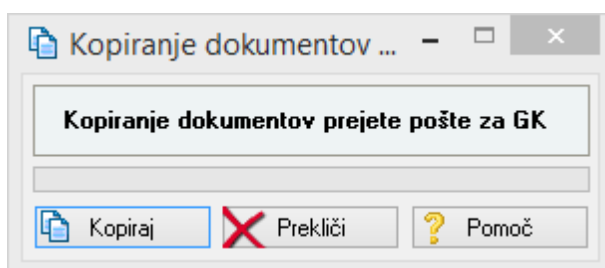 Kopiranje dokumentov ...
Kopiranje dokumentov prejete pošte za GK
Kopiraj
Prekliči
Pomoč